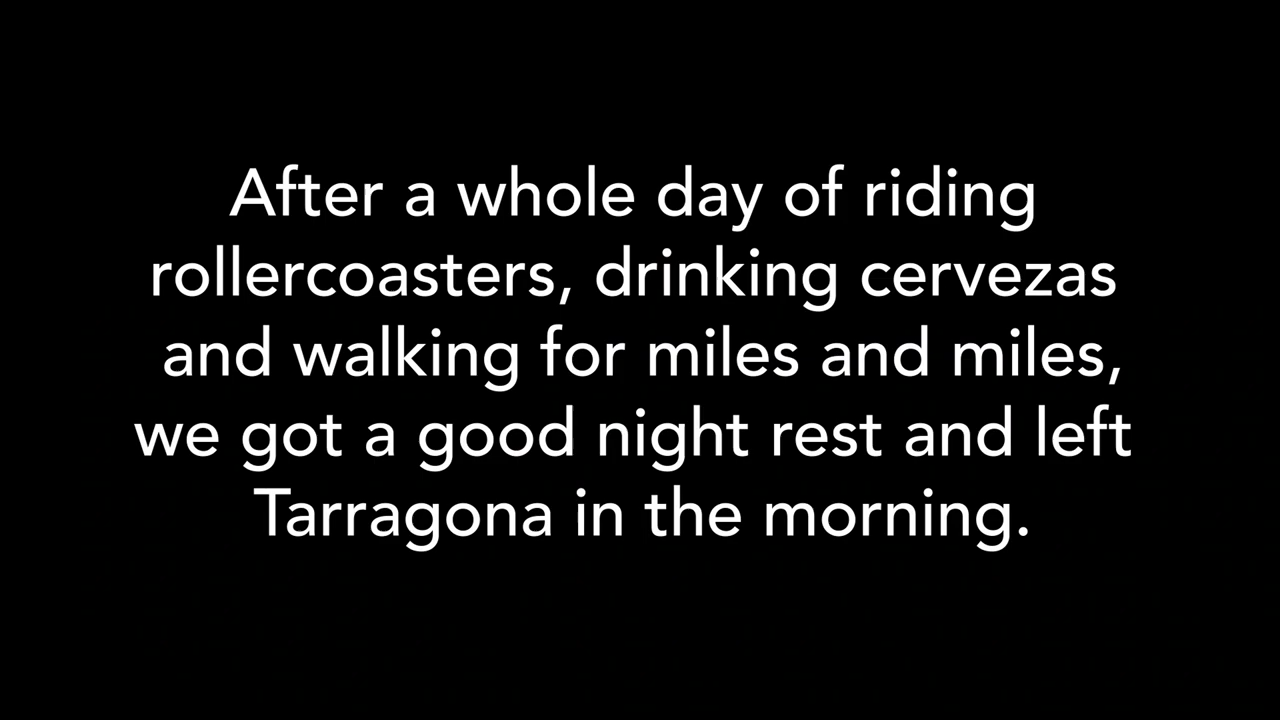 After a whole day of riding
rollercoasters, drinking cervezas
and walking for miles and miles,
we got a good night rest and left
Tarragona in the morning.